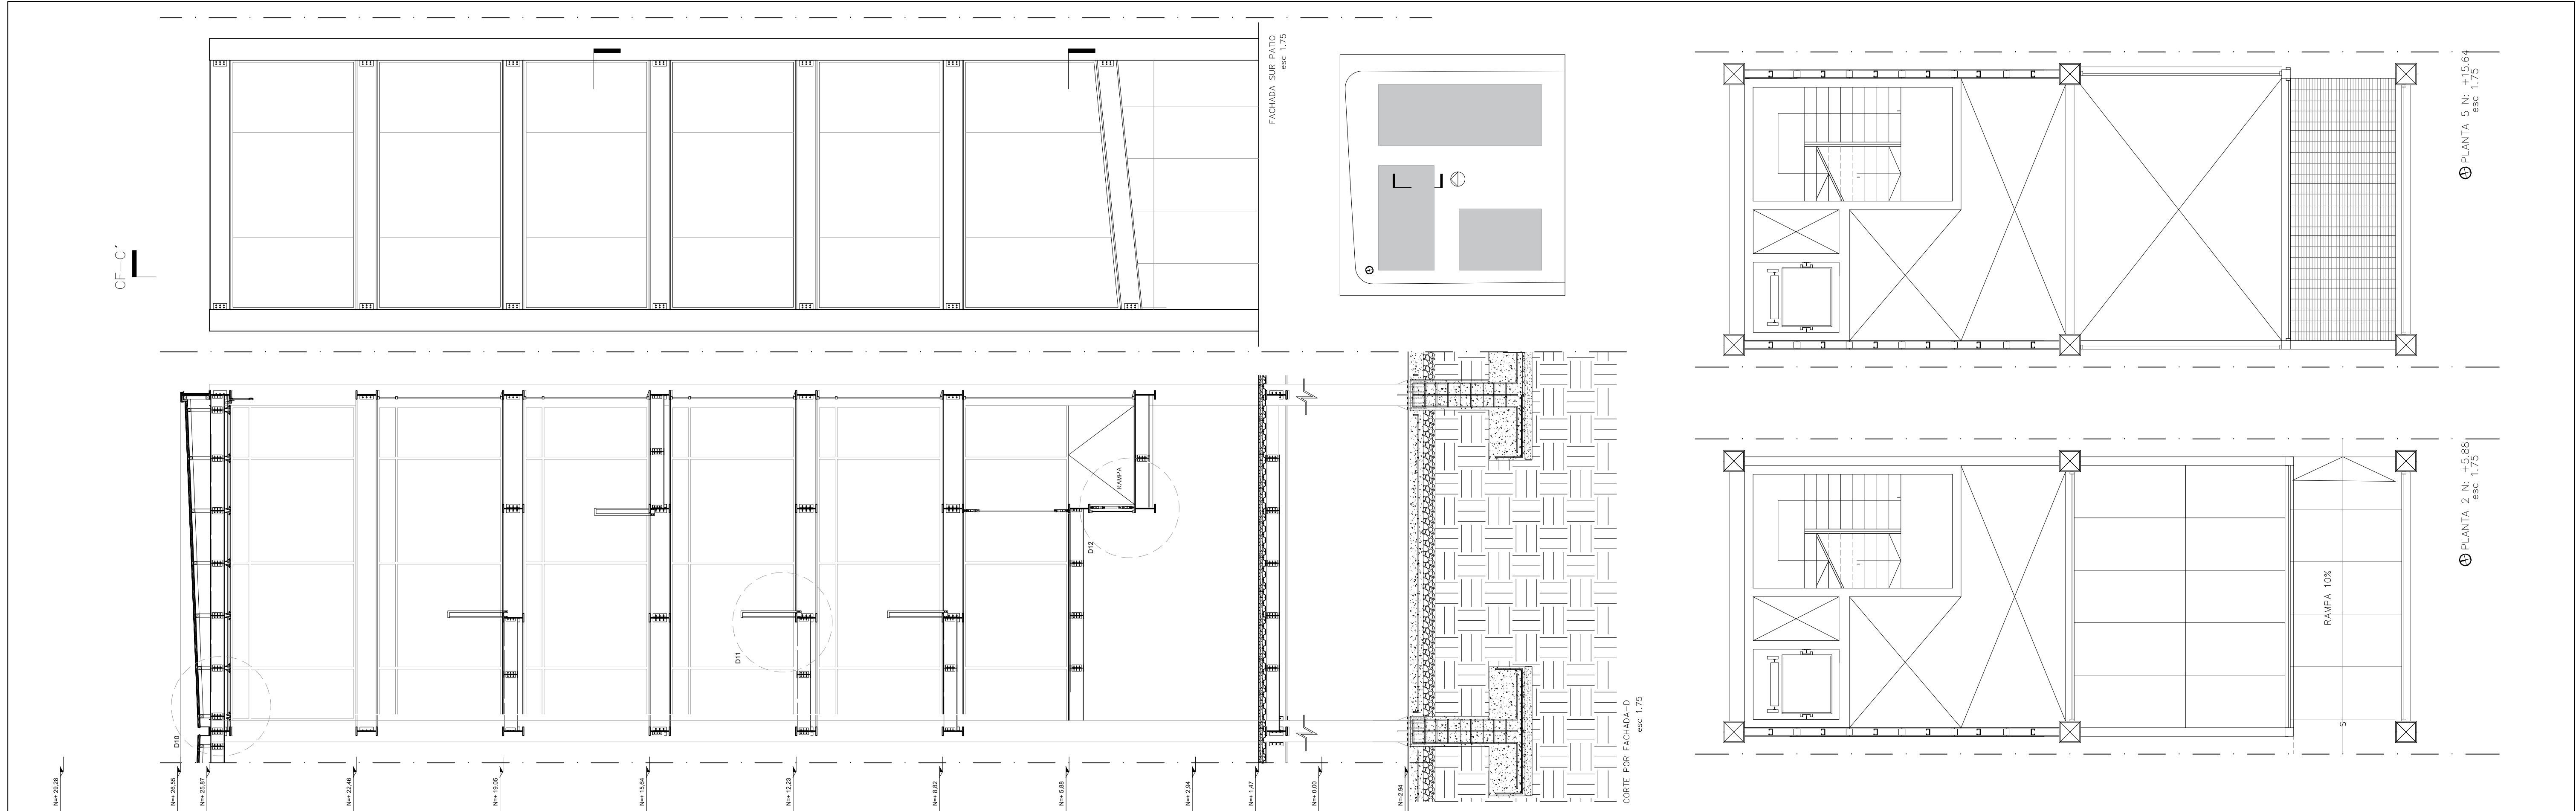 CF-C´
FACHADA SUR PATIO
esc 1.75
PLANTA 5 N: +15.64
esc 1.75
D10
D11
D12
RAMPA
CORTE POR FACHADA-D
esc 1.75
PLANTA 2 N: +5.88
esc 1.75
RAMPA 10%
S
N=+ 29,28
N=+ 26,55
N=+ 25,87
N=+ 22,46
N=+ 19,05
N=+ 15,64
N=+ 12,23
N=+ 8,82
N=+ 5,88
N=+ 2,94
N=+ 1,47
N=+ 0,00
N=-2,94